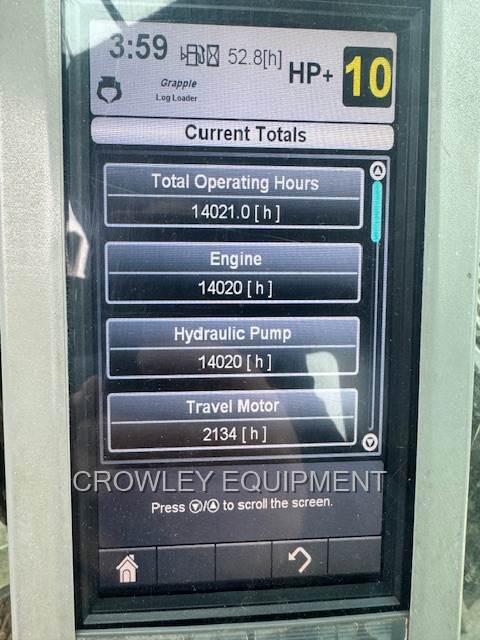 3:59 52.8[h] HP+ 10
Grapple
Log Loader
Current Totals
Total Operating Hours
14021.0 [ h ]
Engine
14020 [ h ]
Hydraulic Pump
14020 [ h ]
Travel Motor
2134 [ h ]
CROWLEY EQUIPMENT
Press ▽/△ to scroll the screen.